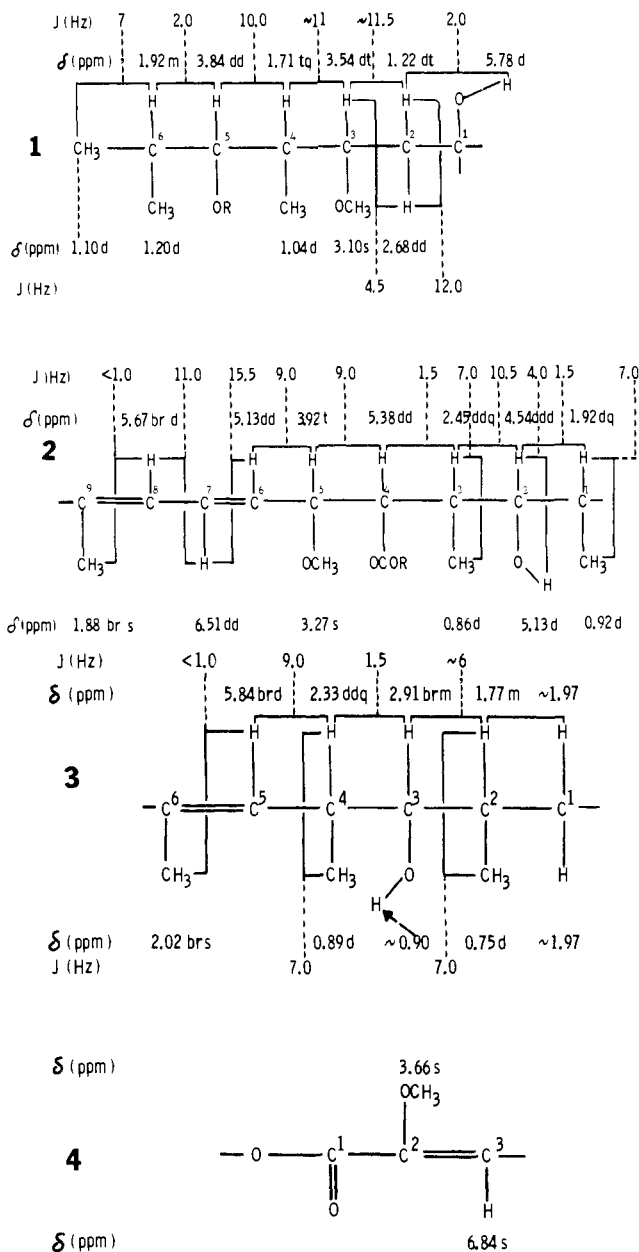 J (Hz) 7 2.0 10.0 ~11 ~11.5 2.0
δ(ppm) 1.92 m 3.84 dd 1.71 tq 3.54 dt 1.22 dt 5.78 d
H H H H H O H
1 CH3 C6 C5 C4 C3 C2 C1
CH3 OR CH3 OCH3 H
δ(ppm) 1.10 d 1.20 d 1.04 d 3.10 s 2.68 dd
J (Hz) 4.5 12.0
J (Hz) <1.0 11.0 15.5 9.0 9.0 1.5 7.0 10.5 4.0 1.5 7.0
δ(ppm) 5.67 br d 5.13 dd 3.92 t 5.38 dd 2.45 ddq 4.54 ddd 1.92 dq
2
H H H H H H H
C9 C8 C7 C6 C5 C4 C3 C2 C1
CH3 H OCH3 OCOR CH3 O H CH3
δ(ppm) 1.88 br s 6.51 dd 3.27 s 0.86 d 5.13 d 0.92 d
J (Hz) <1.0 9.0 1.5 ~6
δ (ppm) 5.84 brd 2.33 ddq 2.91 brm 1.77 m ~1.97
H H H H H
3
C6 C5 C4 C3 C2 C1
CH3 CH3 O CH3 H
H
δ (ppm) 2.02 brs 0.89 d ~0.90 0.75 d ~1.97
J (Hz) 7.0 7.0
δ (ppm) 3.66 s
OCH3
4 O C1 C2 C3
O H
δ (ppm) 6.84 s